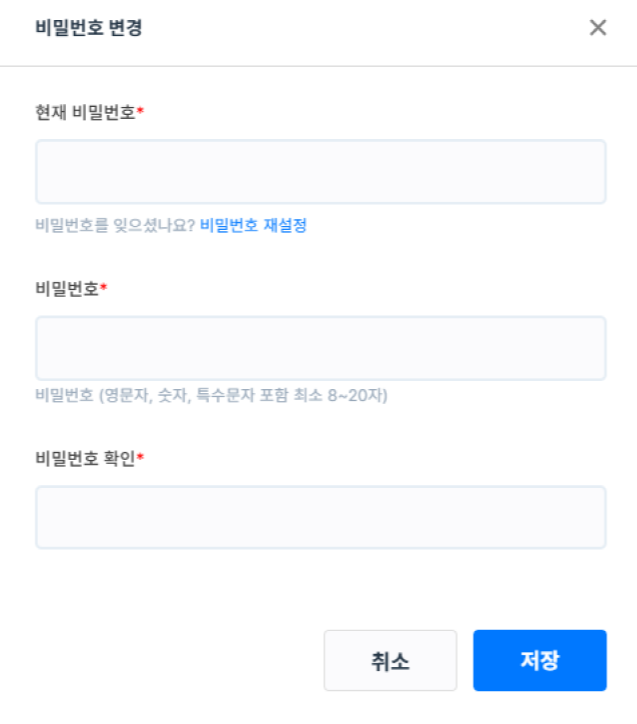 비밀번호 변경
현재 비밀번호*
비밀번호를 잊으셨나요? 비밀번호 재설정
비밀번호*
비밀번호 (영문자, 숫자, 특수문자 포함 최소 8~20자)
비밀번호 확인*
취소 저장